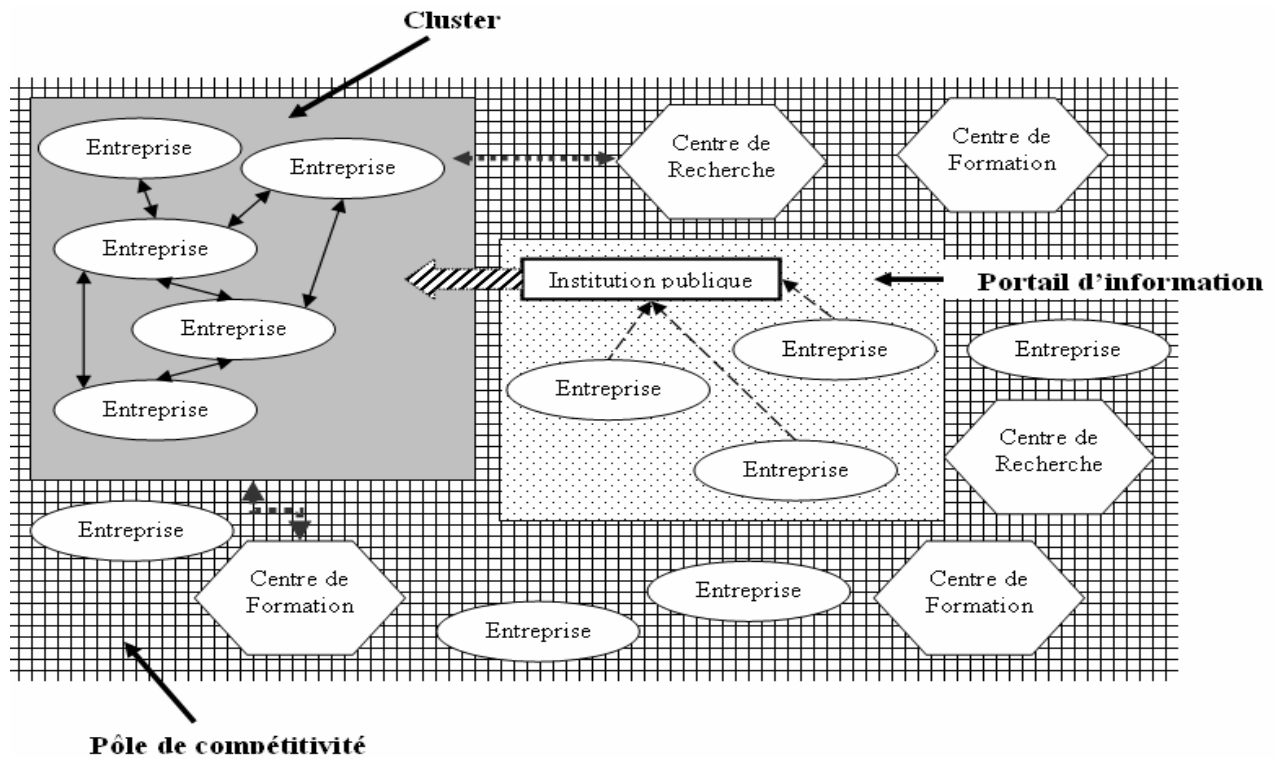 Cluster
Entreprise
Entreprise
Entreprise
Entreprise
Entreprise
Centre de
Recherche
Centre de
Formation
Institution publique
Portail d’information
Entreprise
Entreprise
Entreprise
Entreprise
Centre de
Recherche
Entreprise
Centre de
Formation
Entreprise
Entreprise
Centre de
Formation
Pôle de compétitivité